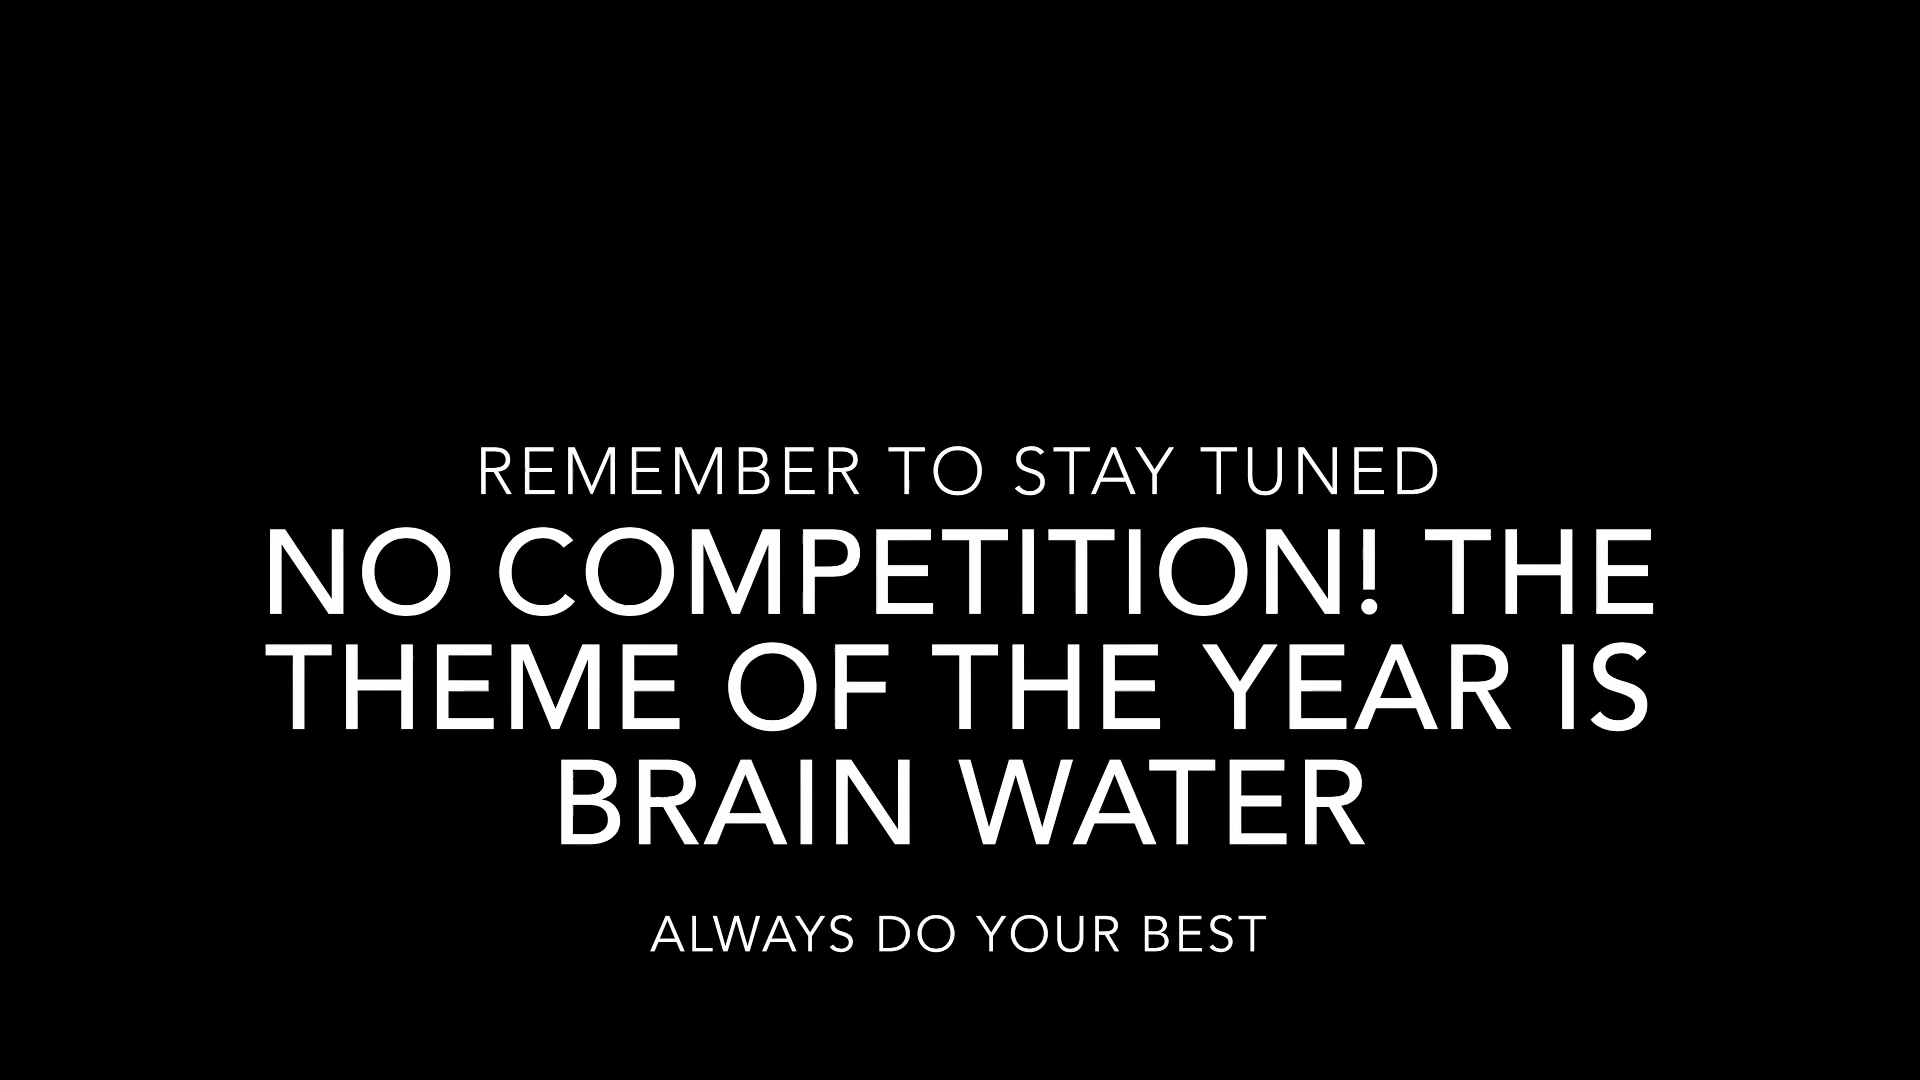 REMEMBER TO STAY TUNED
NO COMPETITION! THE
THEME OF THE YEAR IS
BRAIN WATER
ALWAYS DO YOUR BEST